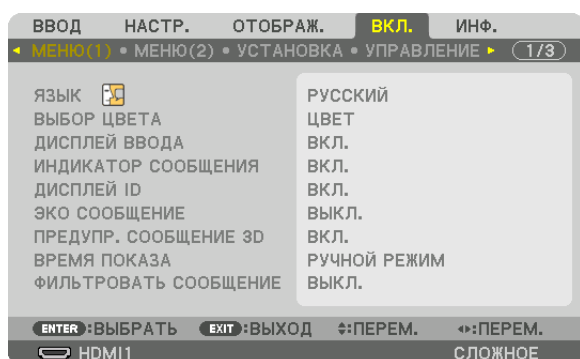 ВВОД НАСТР. ОТОБРАЖ. ВКЛ. ИНФ.
МЕНЮ(1) • МЕНЮ(2) • УСТАНОВКА • УПРАВЛЕНИЕ 1/3
ЯЗЫК РУССКИЙ
ВЫБОР ЦВЕТА ЦВЕТ
ДИСПЛЕЙ ВВОДА ВКЛ.
ИНДИКАТОР СООБЩЕНИЯ ВКЛ.
ДИСПЛЕЙ ID ВКЛ.
ЭКО СООБЩЕНИЕ ВЫКЛ.
ПРЕДУПР. СООБЩЕНИЕ 3D ВКЛ.
ВРЕМЯ ПОКАЗА РУЧНОЙ РЕЖИМ
ФИЛЬТРОВАТЬ СООБЩЕНИЕ ВЫКЛ.
ENTER :ВЫБРАТЬ EXIT :ВЫХОД :ПЕРЕМ. :ПЕРЕМ.
HDMI1 СЛОЖНОЕ